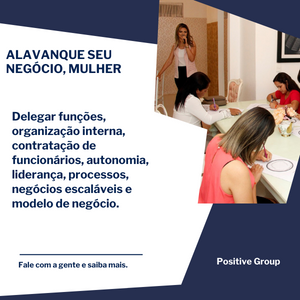 ALAVANQUE SEU
NEGÓCIO, MULHER
Delegar funções,
organização interna,
contratação de
funcionários, autonomia,
liderança, processos,
negócios escaláveis e
modelo de negócio.
Fale com a gente e saiba mais.
Positive Group